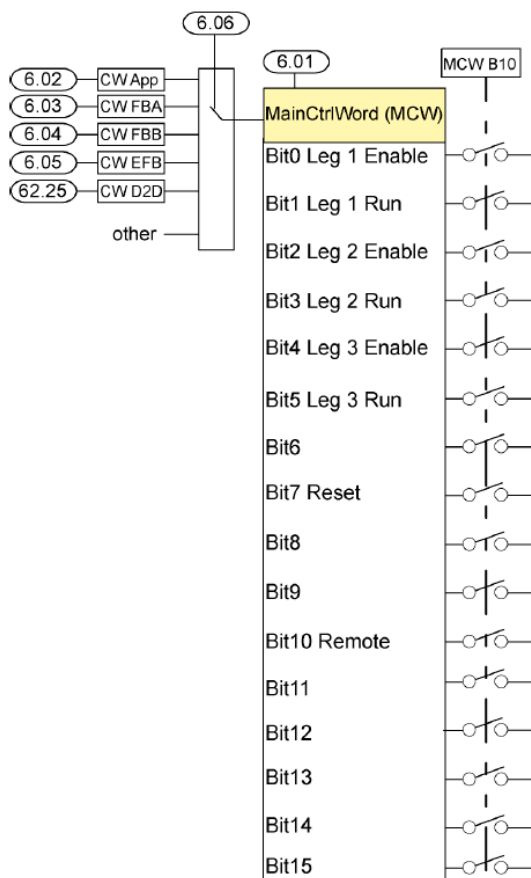 6.06
6.01
MCW B10
6.02 CW App
6.03 CW FBA
6.04 CW FBB
6.05 CW EFB
62.25 CW D2D
other
MainCtrlWord (MCW)
Bit0 Leg 1 Enable
Bit1 Leg 1 Run
Bit2 Leg 2 Enable
Bit3 Leg 2 Run
Bit4 Leg 3 Enable
Bit5 Leg 3 Run
Bit6
Bit7 Reset
Bit8
Bit9
Bit10 Remote
Bit11
Bit12
Bit13
Bit14
Bit15